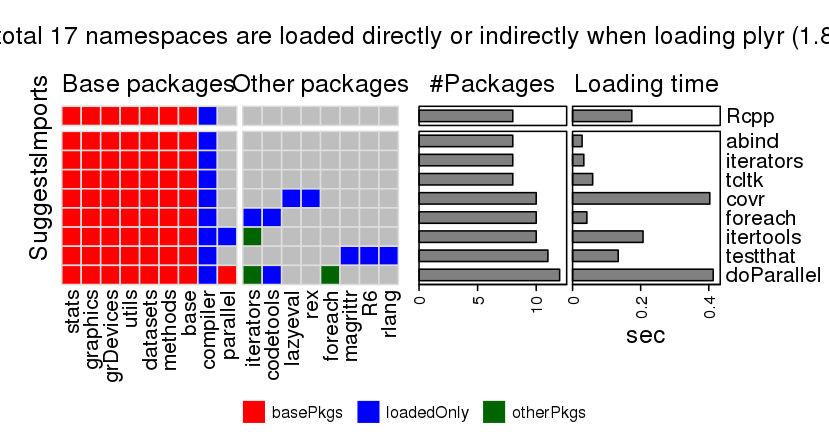 total 17 namespaces are loaded directly or indirectly when loading plyr (1.8
Base packages Other packages #Packages Loading time
Imports
Suggests
Rcpp
abind
iterators
tcltk
covr
foreach
itertools
testthat
doParallel
0 5 10
0 0.2 0.4
sec
stats
graphics
grDevices
utils
datasets
methods
base
compiler
parallel
iterators
codetools
lazyeval
rex
foreach
magrittr
R6
rlang
basePkgs loadedOnly otherPkgs